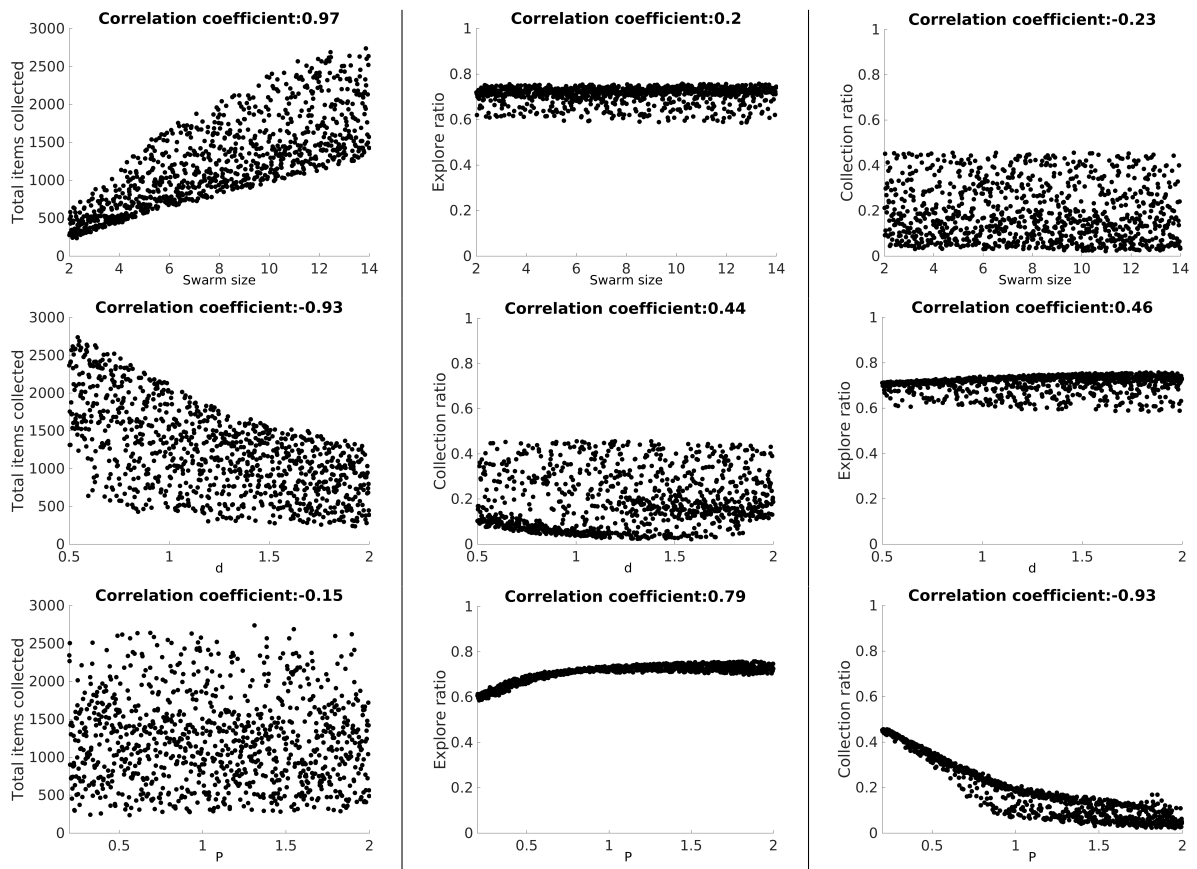 Correlation coefficient:0.97
3000
2500
2000
1500
1000
500
0
Total items collected
2 4 6 8 10 12 14
Swarm size
Correlation coefficient:0.2
1
0.8
0.6
0.4
0.2
0
Explore ratio
2 4 6 8 10 12 14
Swarm size
Correlation coefficient:-0.23
1
0.8
0.6
0.4
0.2
0
Collection ratio
2 4 6 8 10 12 14
Swarm size
Correlation coefficient:-0.93
3000
2500
2000
1500
1000
500
0
Total items collected
0.5 1 1.5 2
d
Correlation coefficient:0.44
1
0.8
0.6
0.4
0.2
0
Collection ratio
0.5 1 1.5 2
d
Correlation coefficient:0.46
1
0.8
0.6
0.4
0.2
0
Explore ratio
0.5 1 1.5 2
d
Correlation coefficient:-0.15
3000
2500
2000
1500
1000
500
0
Total items collected
0.5 1 1.5 2
P
Correlation coefficient:0.79
1
0.8
0.6
0.4
0.2
0
Explore ratio
0.5 1 1.5 2
P
Correlation coefficient:-0.93
1
0.8
0.6
0.4
0.2
0
Collection ratio
0.5 1 1.5 2
P